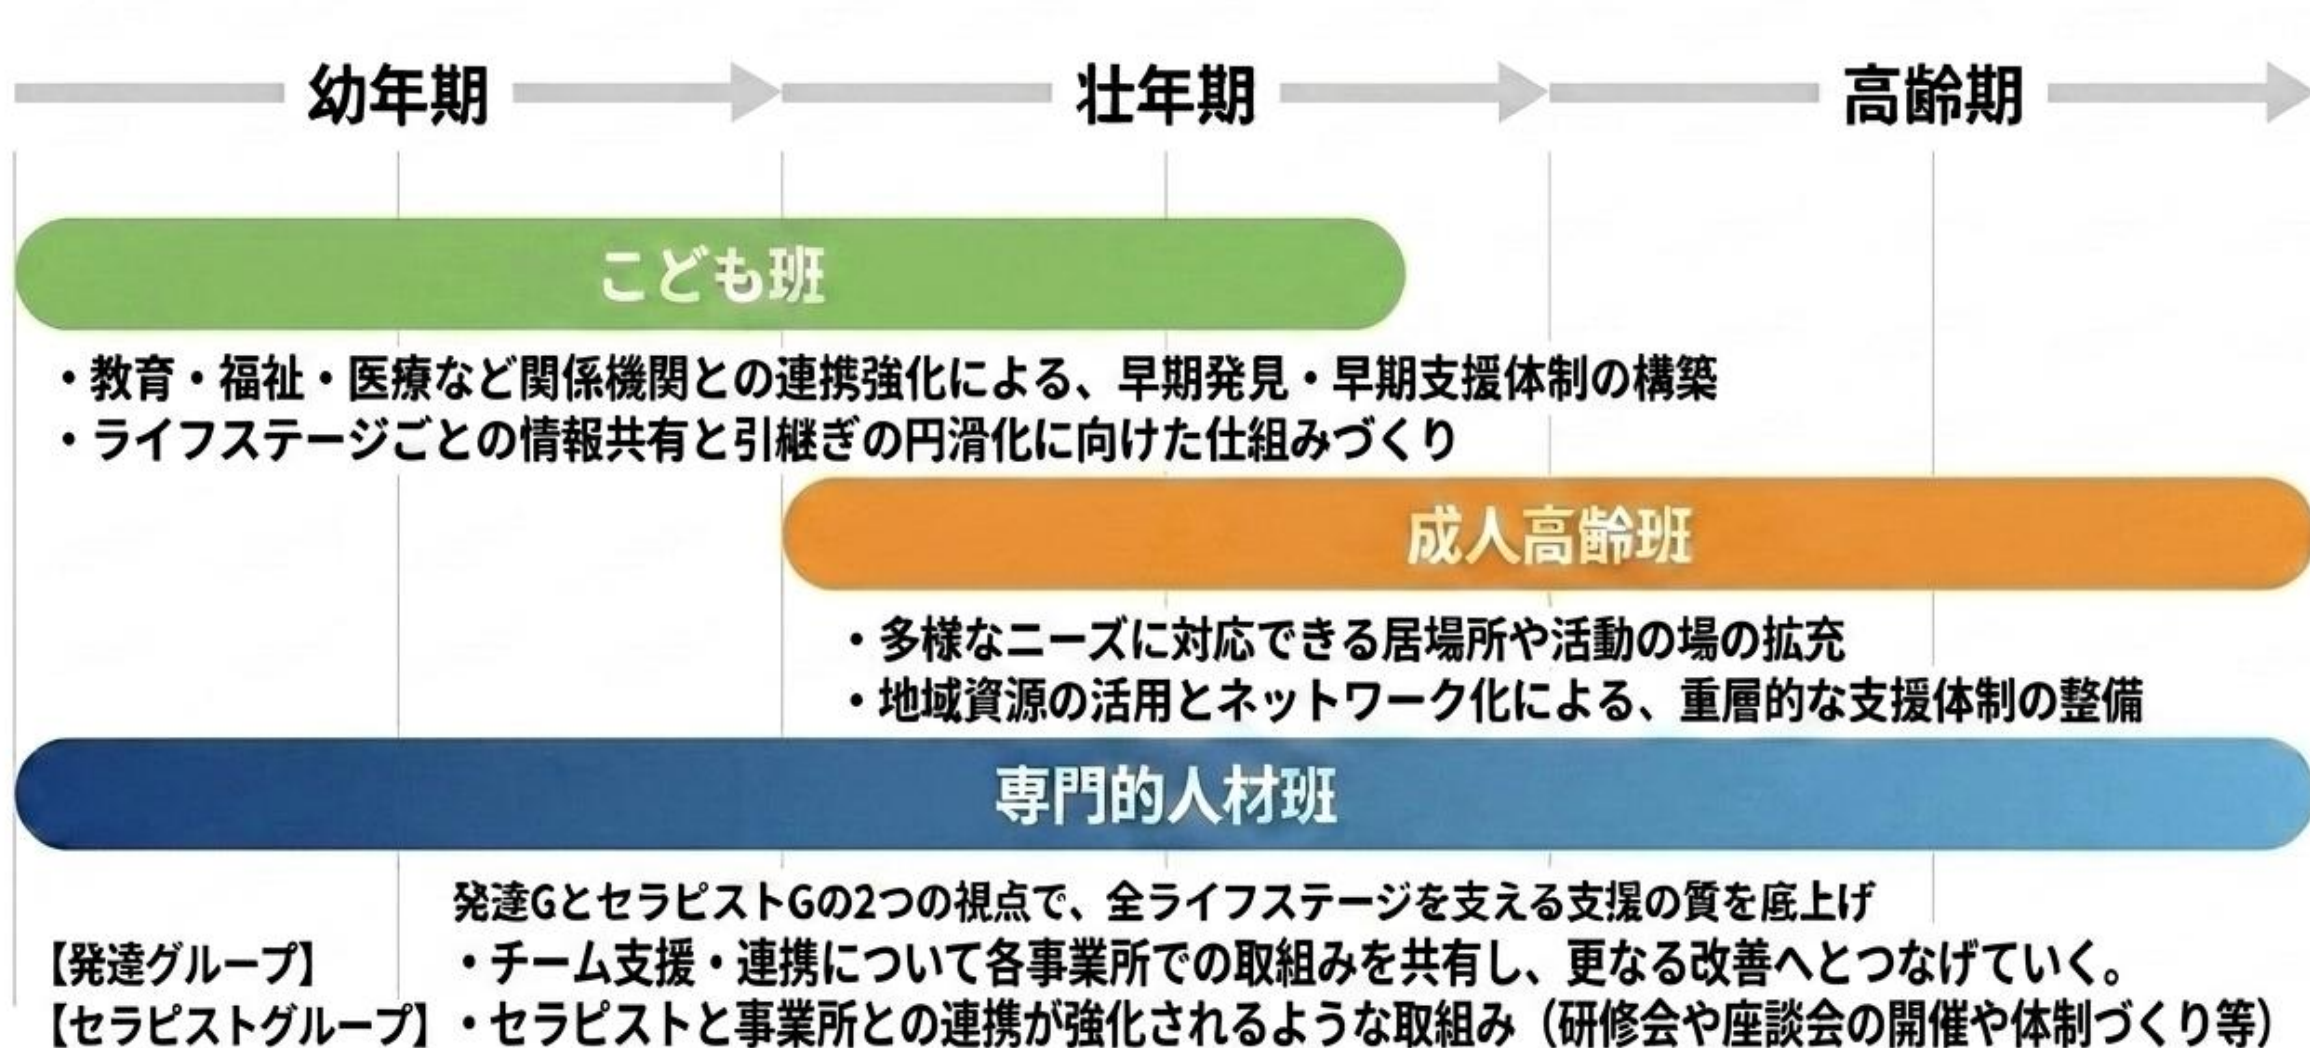 幼年期 壮年期 高齢期
こども班
・教育・福祉・医療など関係機関との連携強化による、早期発見・早期支援体制の構築
・ライフステージごとの情報共有と引継ぎの円滑化に向けた仕組みづくり
成人高齢班
・多様なニーズに対応できる居場所や活動の場の拡充
・地域資源の活用とネットワーク化による、重層的な支援体制の整備
専門的人材班
発達GとセラピストGの2つの視点で、全ライフステージを支える支援の質を底上げ
【発達グループ】 ・チーム支援・連携について各事業所での取組みを共有し、更なる改善へとつなげていく。
【セラピストグループ】・セラピストと事業所との連携が強化されるような取組み（研修会や座談会の開催や体制づくり等）